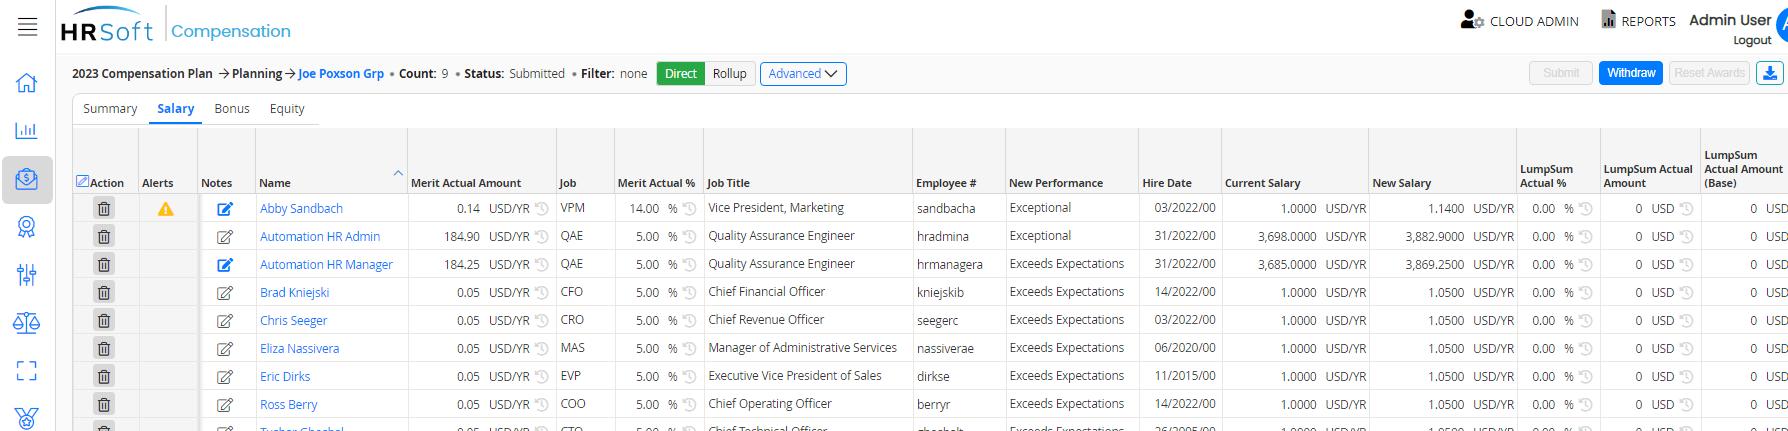 HRSoft Compensation CLOUD ADMIN REPORTS Admin User
Logout
2023 Compensation Plan → Planning → Joe Poxson Grp • Count: 9 • Status: Submitted • Filter: none Direct Rollup Advanced Submit Withdraw Reset Awards
Summary Salary Bonus Equity
Action Alerts Notes Name Merit Actual Amount Job Merit Actual % Job Title Employee # New Performance Hire Date Current Salary New Salary LumpSum Actual % LumpSum Actual Amount LumpSum Actual Amount (Base)
Abby Sandbach 0.14 USD/YR VPM 14.00 % Vice President, Marketing sandbacha Exceptional 03/2022/00 1.0000 USD/YR 1.1400 USD/YR 0.00 % 0 USD 0 USD
Automation HR Admin 184.90 USD/YR QAE 5.00 % Quality Assurance Engineer hradmina Exceptional 31/2022/00 3,698.0000 USD/YR 3,882.9000 USD/YR 0.00 % 0 USD 0 USD
Automation HR Manager 184.25 USD/YR QAE 5.00 % Quality Assurance Engineer hrmanagera Exceeds Expectations 31/2022/00 3,685.0000 USD/YR 3,869.2500 USD/YR 0.00 % 0 USD 0 USD
Brad Kniejski 0.05 USD/YR CFO 5.00 % Chief Financial Officer kniejskib Exceeds Expectations 14/2022/00 1.0000 USD/YR 1.0500 USD/YR 0.00 % 0 USD 0 USD
Chris Seeger 0.05 USD/YR CRO 5.00 % Chief Revenue Officer seegerc Exceeds Expectations 03/2022/00 1.0000 USD/YR 1.0500 USD/YR 0.00 % 0 USD 0 USD
Eliza Nassivera 0.05 USD/YR MAS 5.00 % Manager of Administrative Services nassiverae Exceeds Expectations 06/2020/00 1.0000 USD/YR 1.0500 USD/YR 0.00 % 0 USD 0 USD
Eric Dirks 0.05 USD/YR EVP 5.00 % Executive Vice President of Sales dirkse Exceeds Expectations 11/2015/00 1.0000 USD/YR 1.0500 USD/YR 0.00 % 0 USD 0 USD
Ross Berry 0.05 USD/YR COO 5.00 % Chief Operating Officer berryr Exceeds Expectations 14/2022/00 1.0000 USD/YR 1.0500 USD/YR 0.00 % 0 USD 0 USD